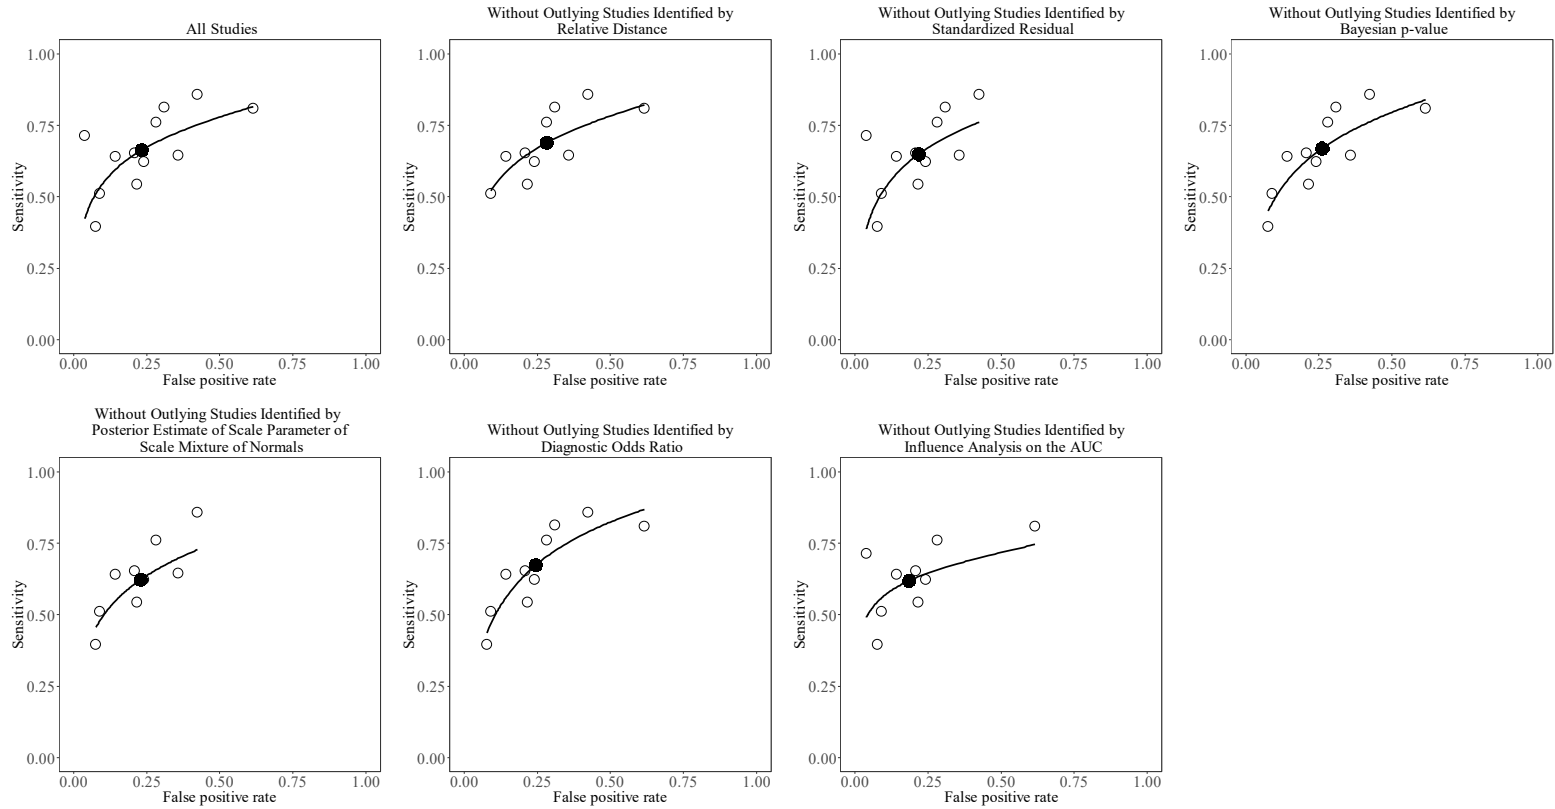 All Studies
1.00
0.75
0.50
0.25
0.00
Sensitivity
0.00 0.25 0.50 0.75 1.00
False positive rate
Without Outlying Studies Identified by
Relative Distance
1.00
0.75
0.50
0.25
0.00
Sensitivity
0.00 0.25 0.50 0.75 1.00
False positive rate
Without Outlying Studies Identified by
Standardized Residual
1.00
0.75
0.50
0.25
0.00
Sensitivity
0.00 0.25 0.50 0.75 1.00
False positive rate
Without Outlying Studies Identified by
Bayesian p-value
1.00
0.75
0.50
0.25
0.00
Sensitivity
0.00 0.25 0.50 0.75 1.00
False positive rate
Without Outlying Studies Identified by
Posterior Estimate of Scale Parameter of
Scale Mixture of Normals
1.00
0.75
0.50
0.25
0.00
Sensitivity
0.00 0.25 0.50 0.75 1.00
False positive rate
Without Outlying Studies Identified by
Diagnostic Odds Ratio
1.00
0.75
0.50
0.25
0.00
Sensitivity
0.00 0.25 0.50 0.75 1.00
False positive rate
Without Outlying Studies Identified by
Influence Analysis on the AUC
1.00
0.75
0.50
0.25
0.00
Sensitivity
0.00 0.25 0.50 0.75 1.00
False positive rate